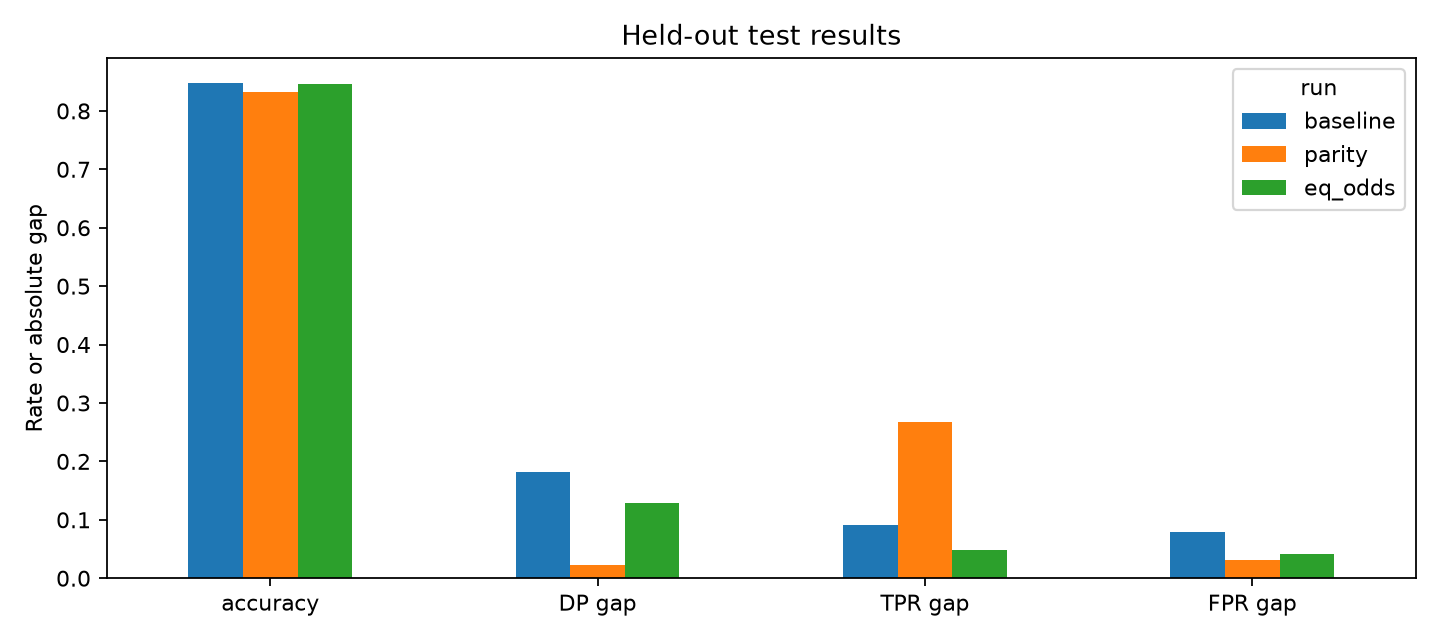 Held-out test results
Rate or absolute gap
0.8
0.7
0.6
0.5
0.4
0.3
0.2
0.1
0.0
run
baseline
parity
eq_odds
accuracy
DP gap
TPR gap
FPR gap